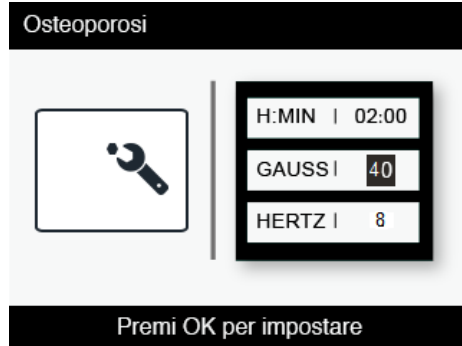 Osteoporosi
H:MIN | 02:00
GAUSS | 40
HERTZ | 8
Premi OK per impostare